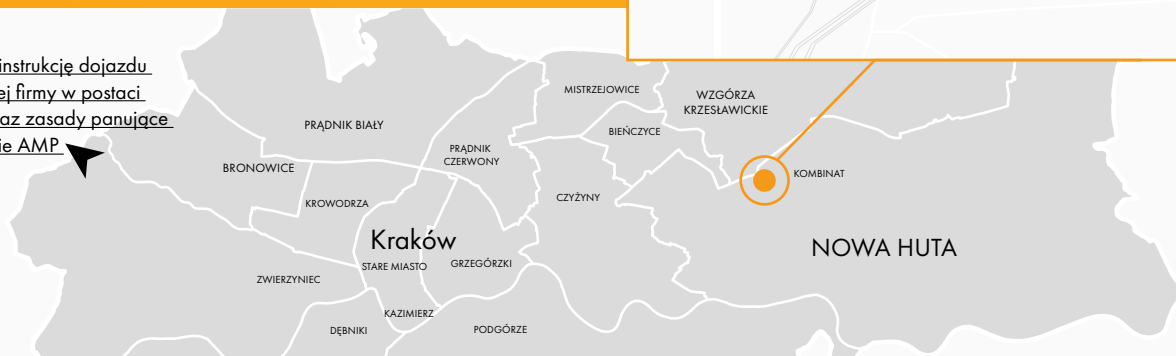 instrukcję dojazdu
ej firmy w postaci
az zasady panujące
ie AMP
MISTRZEJOWICE
WZGÓRZA
KRZESŁAWICKIE
PRĄDNIK BIAŁY
BIEŃCZYCE
PRĄDNIK
CZERWONY
BRONOWICE
KOMBINAT
KROWODRZA
CZYŻYNY
Kraków
NOWA HUTA
STARE MIASTO
GRZEGÓRZKI
ZWIERZYNIEC
KAZIMIERZ
DĘBNIKI
PODGÓRZE